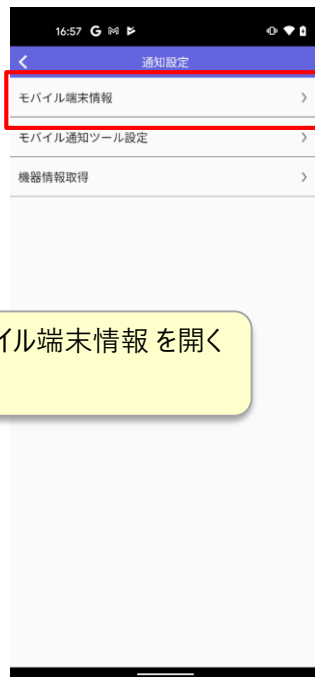 16:57 G
通知設定
モバイル端末情報
モバイル通知ツール設定
機器情報取得
イル端末情報 を開く